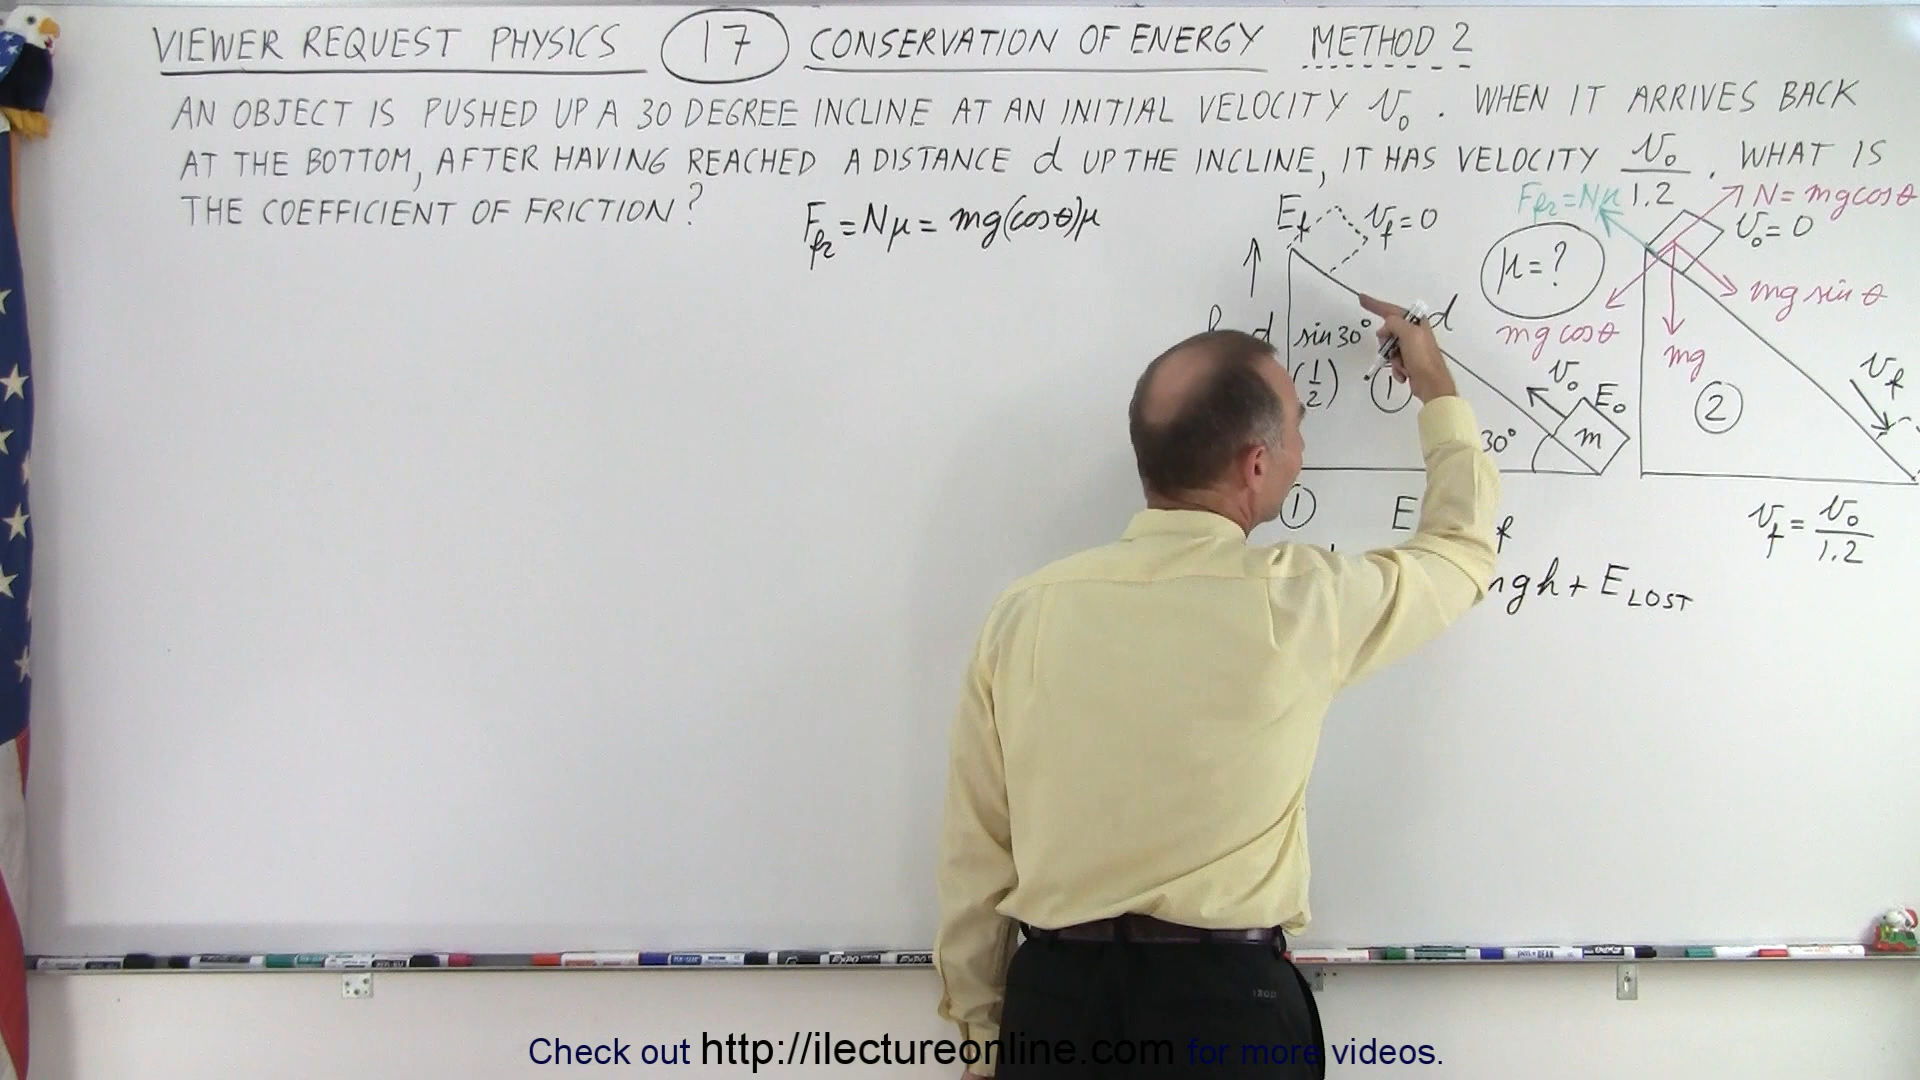 VIEWER REQUEST PHYSICS 17 CONSERVATION OF ENERGY METHOD 2
AN OBJECT IS PUSHED UP A 30 DEGREE INCLINE AT AN INITIAL VELOCITY v₀. WHEN IT ARRIVES BACK
AT THE BOTTOM, AFTER HAVING REACHED A DISTANCE d UP THE INCLINE, IT HAS VELOCITY v₀/1.2. WHAT IS
THE COEFFICIENT OF FRICTION?
F_fr = Nμ = mg(cosθ)μ
E_f
v_f = 0
F_fr = Nμ
N = mg cosθ
v₀ = 0
μ = ?
mg sin θ
mg cosθ
mg
d
d
sin30°
(1/2)
1
v₀
E₀
m
30°
2
v_f
1
E
f
v_f = v₀/1.2
mgh + E_LOST
Check out http://ilectureonline.com for more videos.